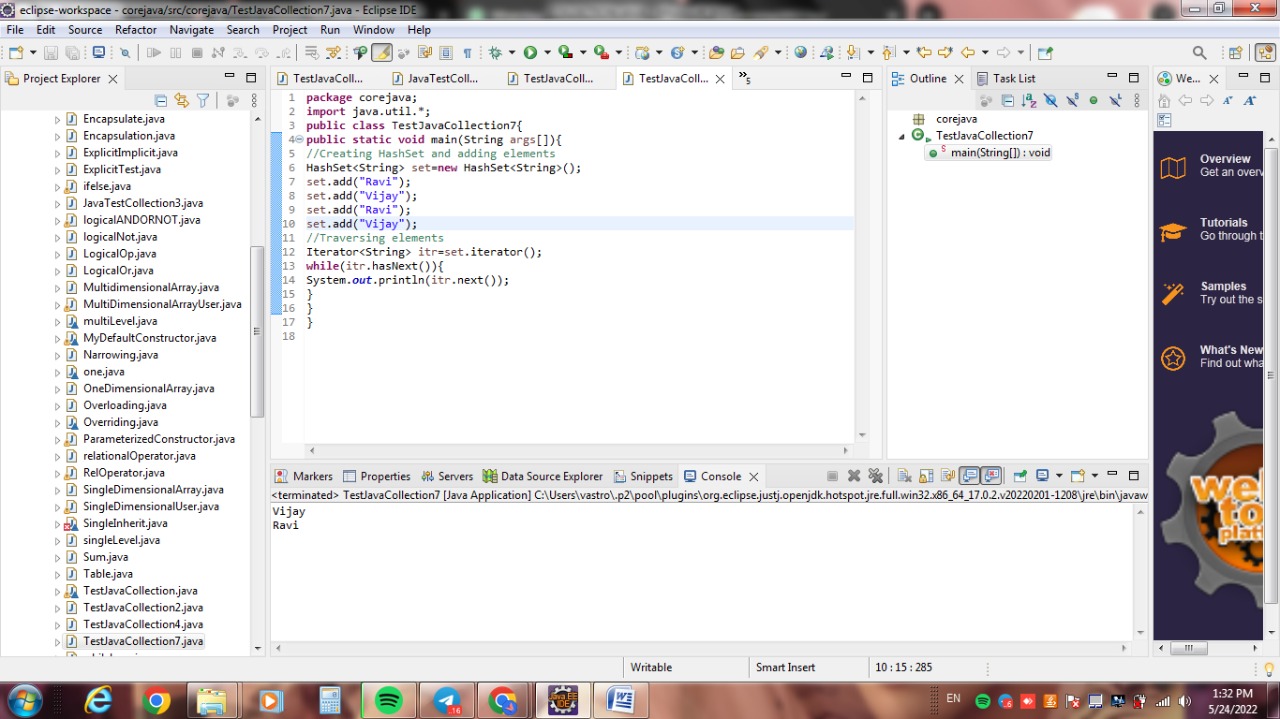 eclipse-workspace - corejava/src/corejava/TestJavaCollection7.java - Eclipse IDE
File Edit Source Refactor Navigate Search Project Run Window Help
Project Explorer
Encapsulate.java
Encapsulation.java
ExplicitImplicit.java
ExplicitTest.java
ifelse.java
JavaTestCollection3.java
logicalANDORNOT.java
logicalNot.java
LogicalOp.java
LogicalOr.java
MultidimensionalArray.java
MultiDimensionalArrayUser.java
multiLevel.java
MyDefaultConstructor.java
Narrowing.java
one.java
OneDimensionalArray.java
Overloading.java
Overriding.java
ParameterizedConstructor.java
relationalOperator.java
RelOperator.java
SingleDimensionalArray.java
SingleDimensionalUser.java
SingleInherit.java
singleLevel.java
Sum.java
Table.java
TestJavaCollection.java
TestJavaCollection2.java
TestJavaCollection4.java
TestJavaCollection7.java
TestJavaColl... JavaTestColl... TestJavaColl... TestJavaColl... »5
1 package corejava;
2 import java.util.*;
3 public class TestJavaCollection7{
4 public static void main(String args[]){
5 //Creating HashSet and adding elements
6 HashSet<String> set=new HashSet<String>();
7 set.add("Ravi");
8 set.add("Vijay");
9 set.add("Ravi");
10 set.add("Vijay");
11 //Traversing elements
12 Iterator<String> itr=set.iterator();
13 while(itr.hasNext()){
14 System.out.println(itr.next());
15 }
16 }
17 }
18
Outline Task List
corejava
TestJavaCollection7
main(String[]) : void
We...
Overview
Get an overv
Tutorials
Go through t
Samples
Try out the s
What's New
Find out wha
Markers Properties Servers Data Source Explorer Snippets Console
<terminated> TestJavaCollection7 [Java Application] C:\Users\vastro\.p2\pool\plugins\org.eclipse.justj.openjdk.hotspot.jre.full.win32.x86_64_17.0.2.v20220201-1208\jre\bin\javaw
Vijay
Ravi
Writable Smart Insert 10 : 15 : 285
EN
1:32 PM
5/24/2022